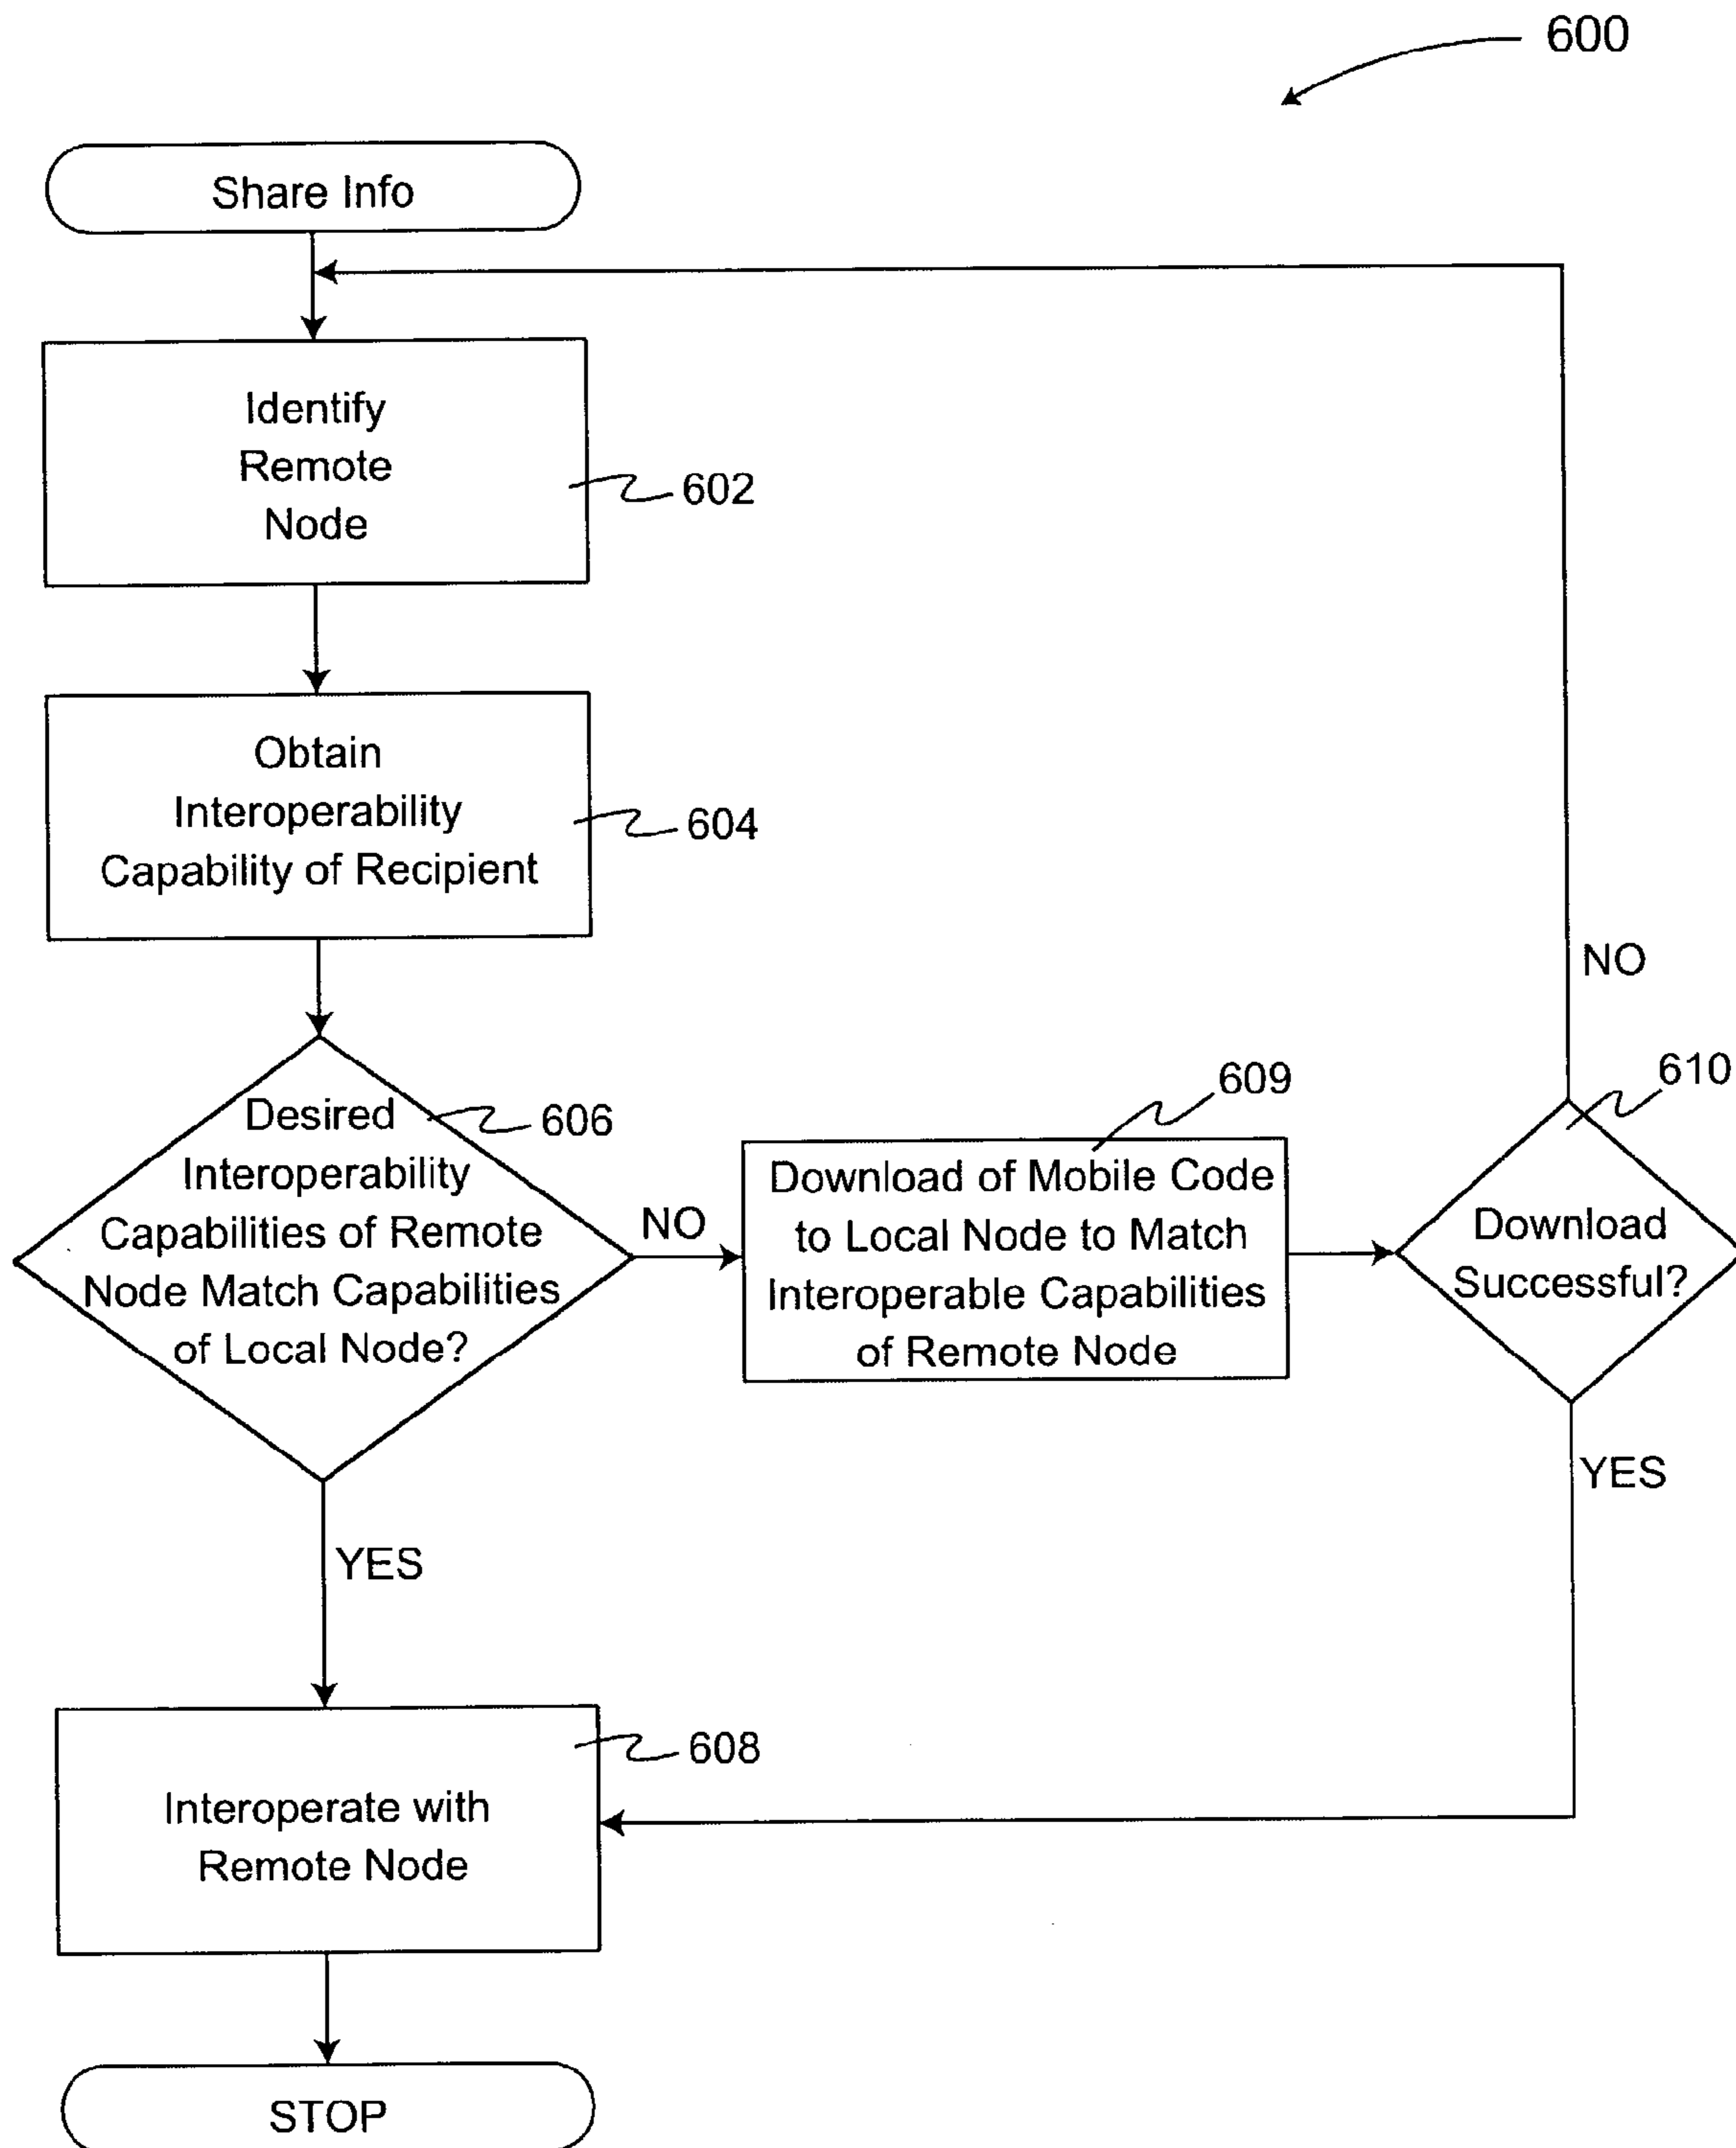 600
Share Info
Identify
Remote
Node
602
Obtain
Interoperability
Capability of Recipient
604
NO
Desired
Interoperability
Capabilities of Remote
Node Match Capabilities
of Local Node?
606
NO
609
Download of Mobile Code
to Local Node to Match
Interoperable Capabilities
of Remote Node
610
Download
Successful?
YES
YES
608
Interoperate with
Remote Node
STOP